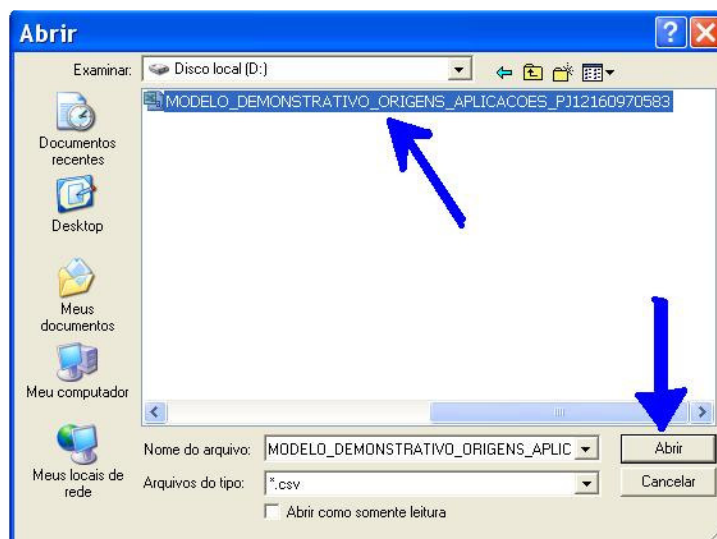 Abrir
Examinar:
Disco local (D:)
MODELO_DEMONSTRATIVO_ORIGENS_APLICACOES_PJ12160970583
Documentos
recentes
Desktop
Meus
documentos
Meu computador
Meus locais de
rede
Nome do arquivo:
MODELO_DEMONSTRATIVO_ORIGENS_APLIC
Abrir
Arquivos do tipo:
*.csv
Cancelar
Abrir como somente leitura